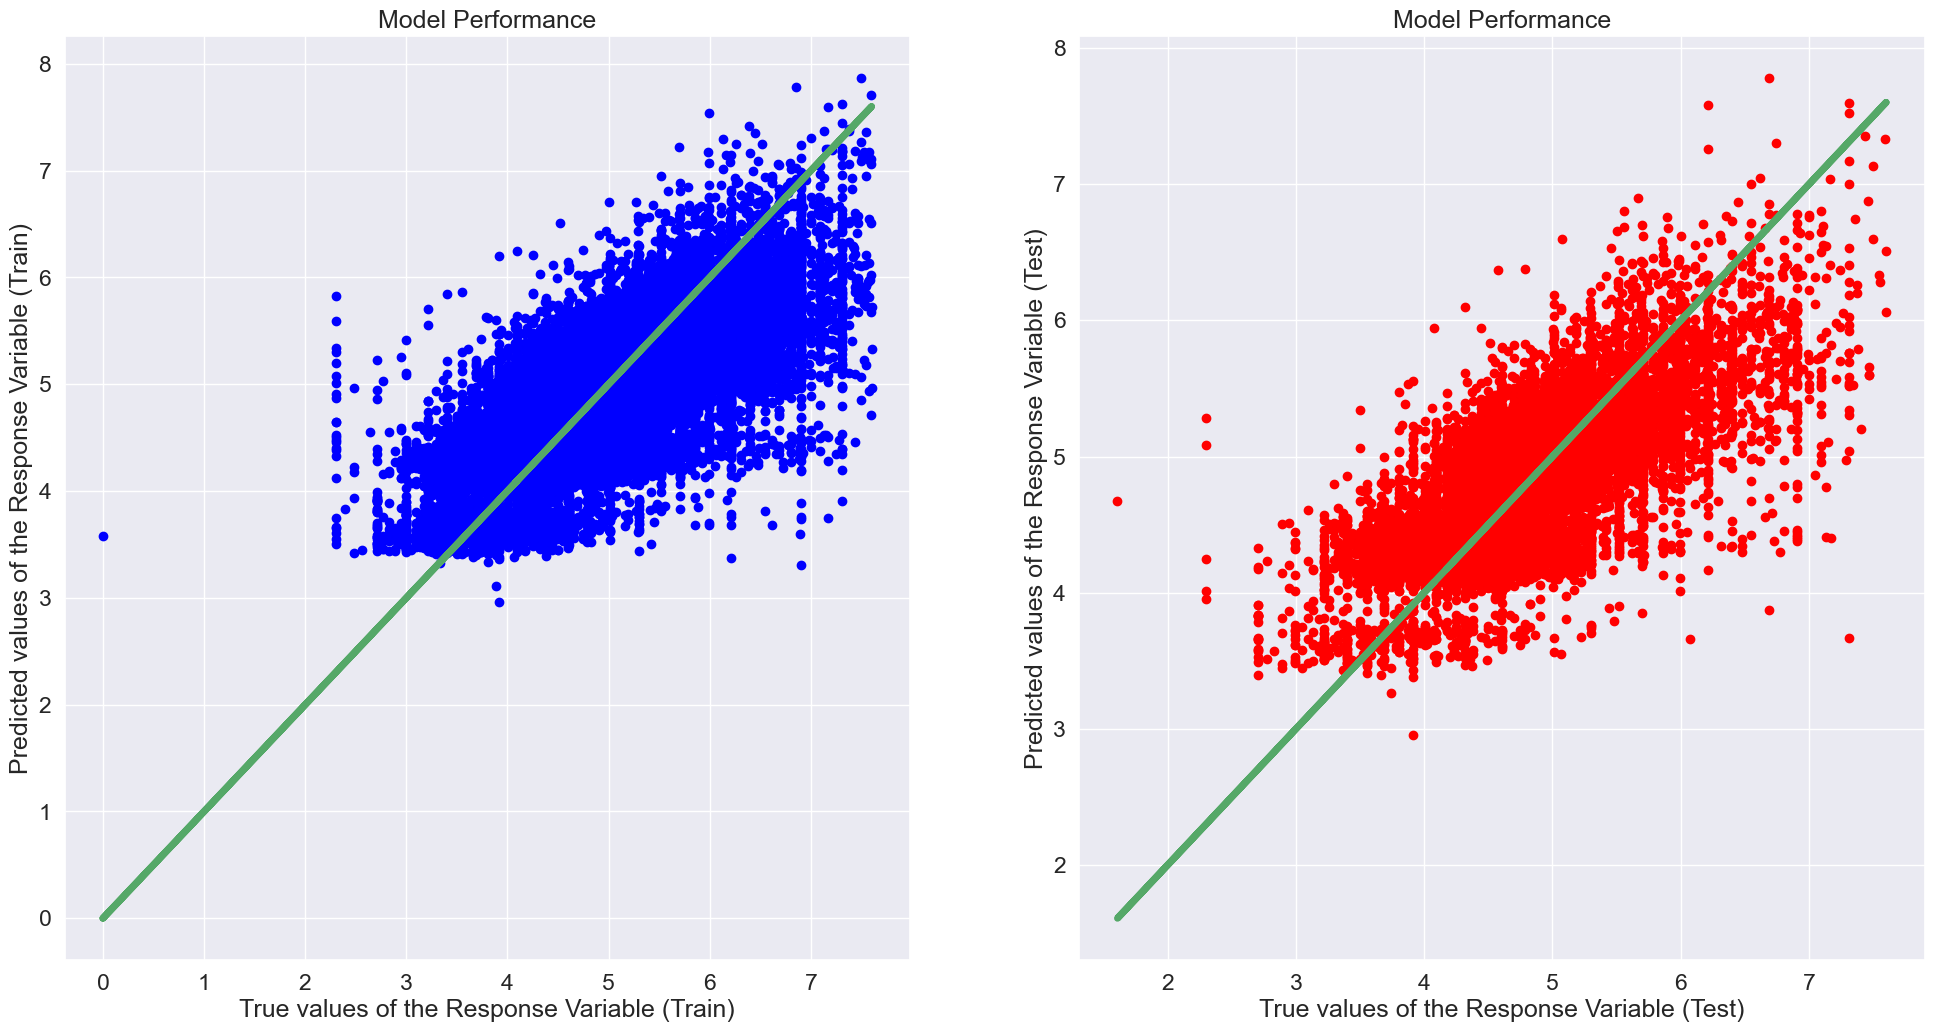 Model Performance
8
7
6
5
4
3
2
1
0
Predicted values of the Response Variable (Train)
0 1 2 3 4 5 6 7
True values of the Response Variable (Train)
Model Performance
8
7
6
5
4
3
2
Predicted values of the Response Variable (Test)
2 3 4 5 6 7
True values of the Response Variable (Test)